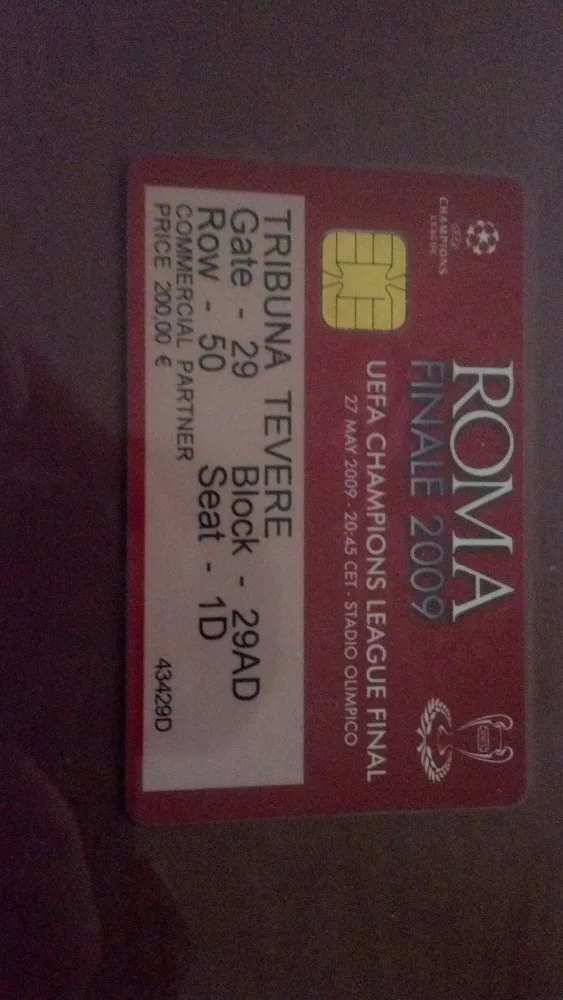 UEFA
CHAMPIONS
LEAGUE
ROMA
FINALE 2009
UEFA CHAMPIONS LEAGUE FINAL
27 MAY 2009 - 20:45 CET - STADIO OLIMPICO
TRIBUNA TEVERE
Gate - 29 Block - 29AD
Row - 50 Seat - 1D
COMMERCIAL PARTNER
PRICE 200,00 € 43429D